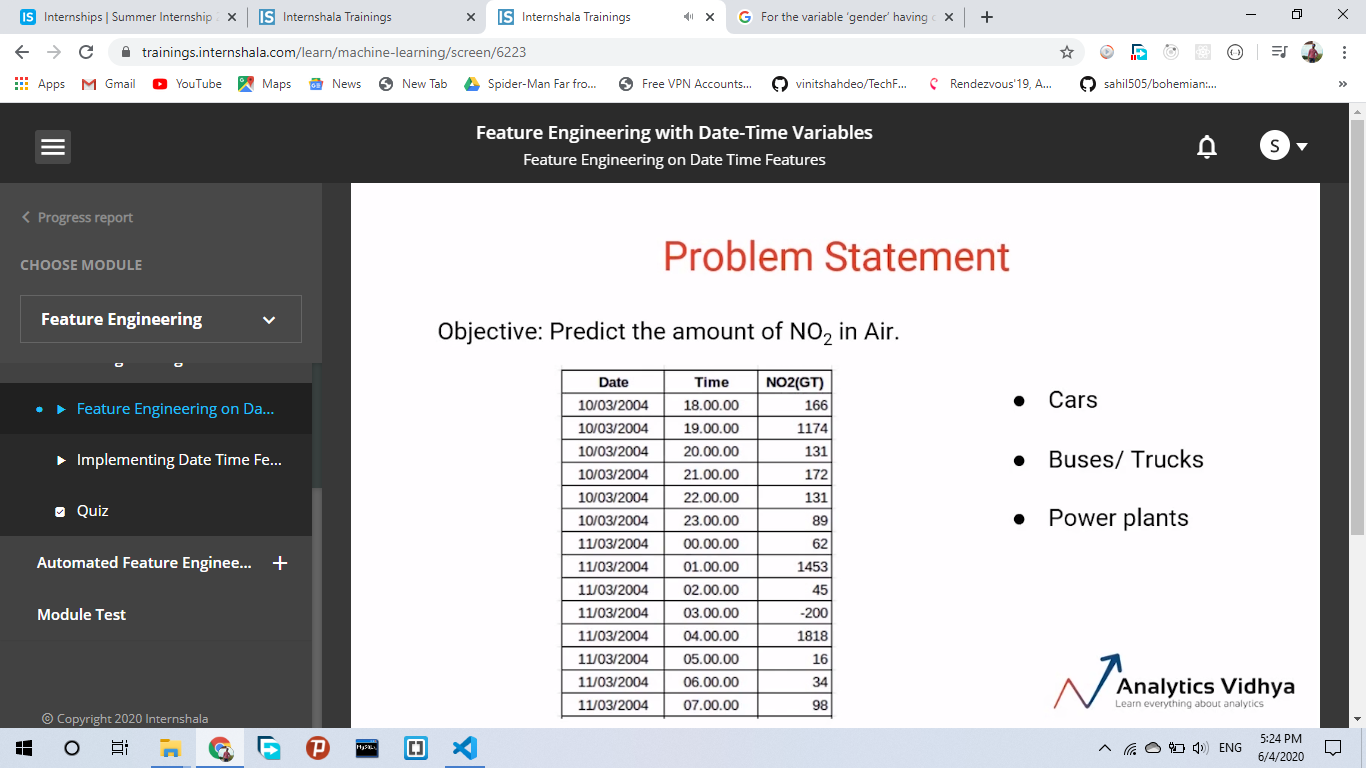 Internships | Summer Internship
Internshala Trainings
Internshala Trainings
For the variable ‘gender’ having
trainings.internshala.com/learn/machine-learning/screen/6223
Apps
Gmail
YouTube
Maps
News
New Tab
Spider-Man Far fro...
Free VPN Accounts...
vinitshahdeo/TechF...
Rendezvous'19, A...
sahil505/bohemian:...
»
Feature Engineering with Date-Time Variables
Feature Engineering on Date Time Features
S
Progress report
CHOOSE MODULE
Feature Engineering
Feature Engineering on Da...
Implementing Date Time Fe...
Quiz
Automated Feature Enginee... +
Module Test
© Copyright 2020 Internshala
Problem Statement
Objective: Predict the amount of NO2 in Air.
Date Time NO2(GT)
10/03/2004 18.00.00 166
10/03/2004 19.00.00 1174
10/03/2004 20.00.00 131
10/03/2004 21.00.00 172
10/03/2004 22.00.00 131
10/03/2004 23.00.00 89
11/03/2004 00.00.00 62
11/03/2004 01.00.00 1453
11/03/2004 02.00.00 45
11/03/2004 03.00.00 -200
11/03/2004 04.00.00 1818
11/03/2004 05.00.00 16
11/03/2004 06.00.00 34
11/03/2004 07.00.00 98
● Cars
● Buses/ Trucks
● Power plants
Analytics Vidhya
Learn everything about analytics
MySQL
ENG
5:24 PM
6/4/2020